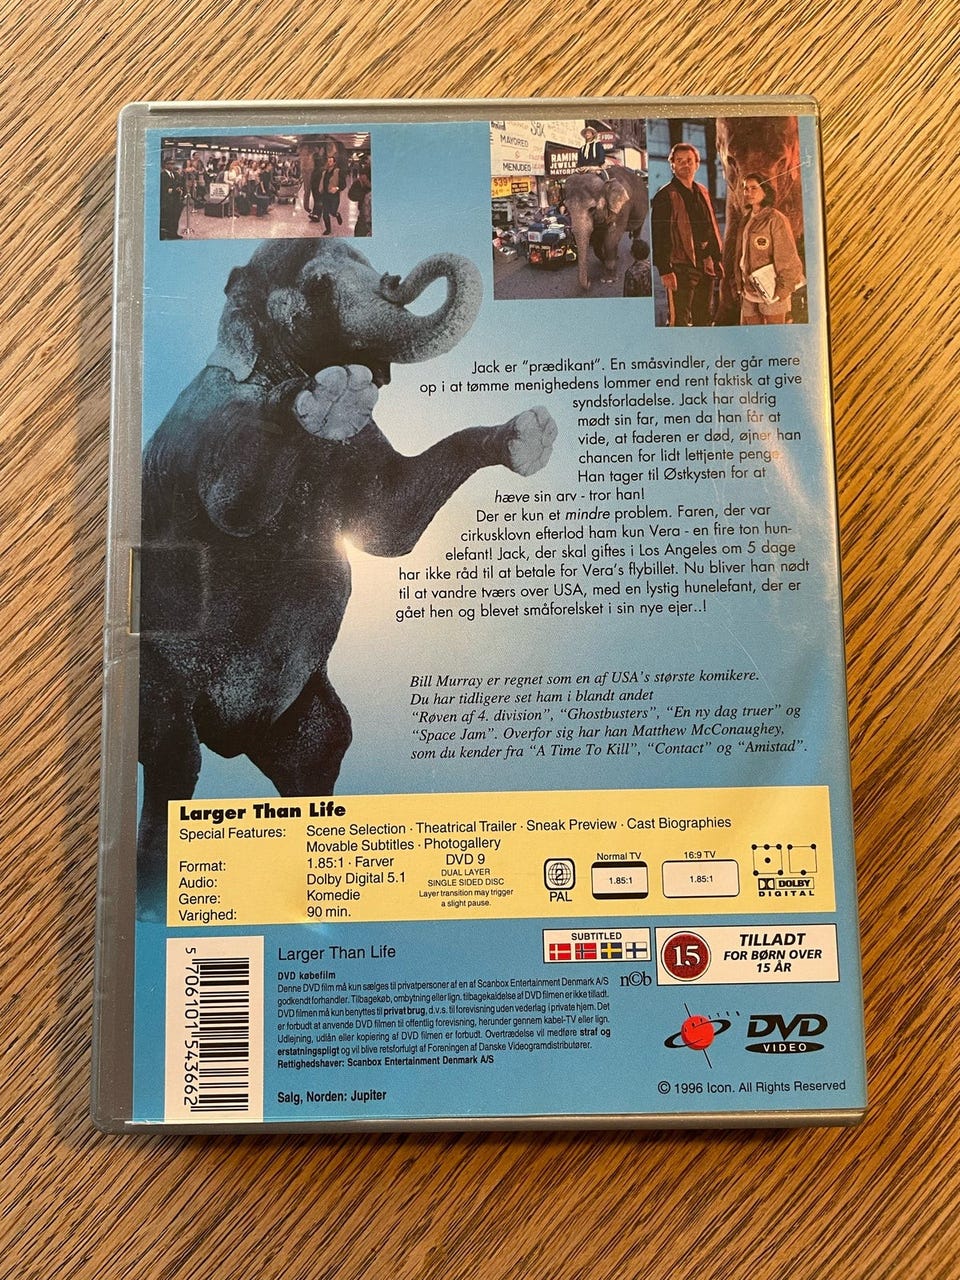 MAYORED
MENUDEO
RAMIN
JEWELR
MAYOR
Jack er "prædikant". En småsvindler, der går mere
op i at tømme menighedens lommer end rent faktisk at give
syndsforladelse. Jack har aldrig
mødt sin far, men da han får at
vide, at faderen er død, øjner han
chancen for lidt lettjente penge.
Han tager til Østkysten for at
hæve sin arv - tror han!
Der er kun et mindre problem. Faren, der var
cirkusklovn efterlod ham kun Vera - en fire ton hun-
elefant! Jack, der skal giftes i Los Angeles om 5 dage
har ikke råd til at betale for Vera's flybillet. Nu bliver han nødt
til at vandre tværs over USA, med en lystig hunelefant, der er
gået hen og blevet småforelsket i sin nye ejer..!
Bill Murray er regnet som en af USA's største komikere.
Du har tidligere set ham i blandt andet
"Røven af 4. division", "Ghostbusters", "En ny dag truer" og
"Space Jam". Overfor sig har han Matthew McConaughey,
som du kender fra "A Time To Kill", "Contact" og "Amistad".
Larger Than Life
Special Features: Scene Selection · Theatrical Trailer · Sneak Preview · Cast Biographies
Movable Subtitles · Photogallery
Format: 1.85:1 · Farver
Audio: Dolby Digital 5.1
Genre: Komedie
Varighed: 90 min.
DVD 9
DUAL LAYER
SINGLE SIDED DISC
Layer transition may trigger
a slight pause.
2
PAL
Normal TV
1.85:1
16:9 TV
1.85:1
DOLBY
DIGITAL
5 706101 543662
Larger Than Life
DVD købefilm
Denne DVD film må kun sælges til privatpersoner af en af Scanbox Entertainment Denmark A/S
godkendt forhandler. Tilbagekøb, ombytning eller lign. tilbagekaldelse af DVD filmen er ikke tilladt.
DVD filmen må kun benyttes til privat brug, d.v.s. til forevisning uden vederlag i private hjem. Det
er forbudt at anvende DVD filmen til offentlig forevisning, herunder gennem kabel-TV eller lign.
Udlejning, udlån eller kopiering af DVD filmen er forbudt. Overtrædelse vil medføre straf og
erstatningspligt og vil blive retsforfulgt af Foreningen af Danske Videogramdistributører.
Rettighedshaver: Scanbox Entertainment Denmark A/S
Salg, Norden: Jupiter
SUBTITLED
n©b
15
TILLADT
FOR BØRN OVER
15 ÅR
DVD
VIDEO
© 1996 Icon. All Rights Reserved